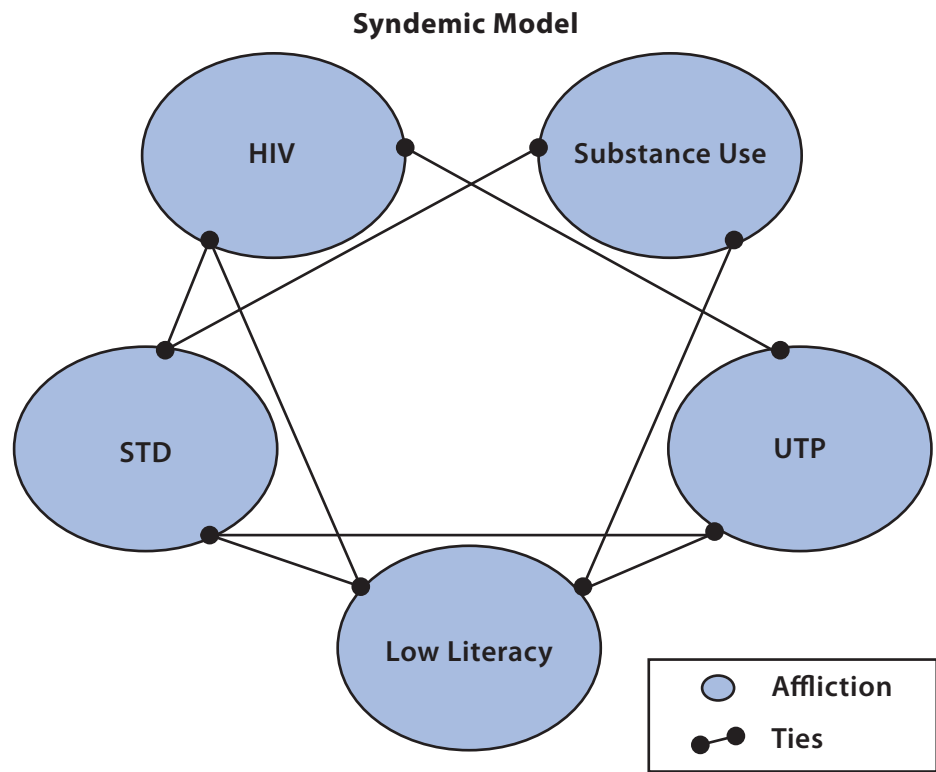 Syndemic Model
HIV
Substance Use
STD
UTP
Low Literacy
Affliction
Ties